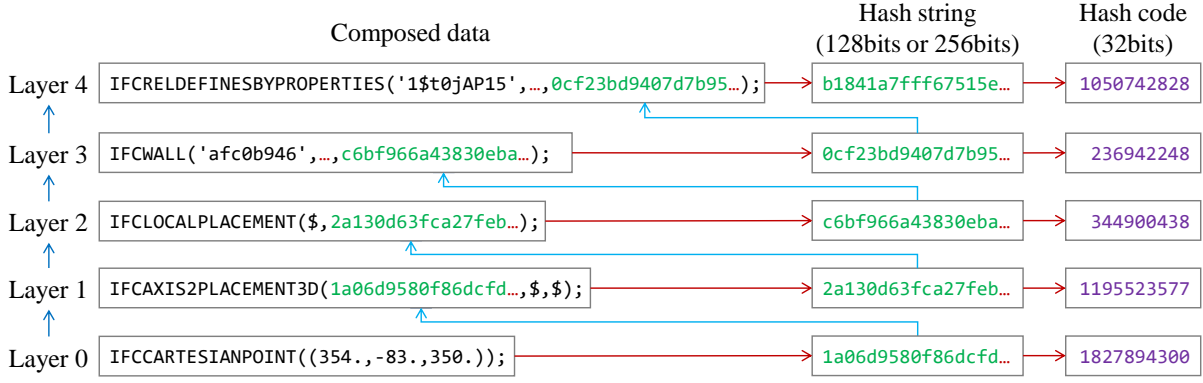 Composed data
Hash string
(128bits or 256bits)
Hash code
(32bits)
Layer 4 IFCRELDEFINESBYPROPERTIES('1$t0jAP15',…,0cf23bd9407d7b95…); b1841a7fff67515e… 1050742828
Layer 3 IFCWALL('afc0b946',…,c6bf966a43830eba…); 0cf23bd9407d7b95… 236942248
Layer 2 IFCLOCALPLACEMENT($,2a130d63fca27feb…); c6bf966a43830eba… 344900438
Layer 1 IFCAXIS2PLACEMENT3D(1a06d9580f86dcfd…,$,$); 2a130d63fca27feb… 1195523577
Layer 0 IFCCARTESIANPOINT((354.,-83.,350.)); 1a06d9580f86dcfd… 1827894300